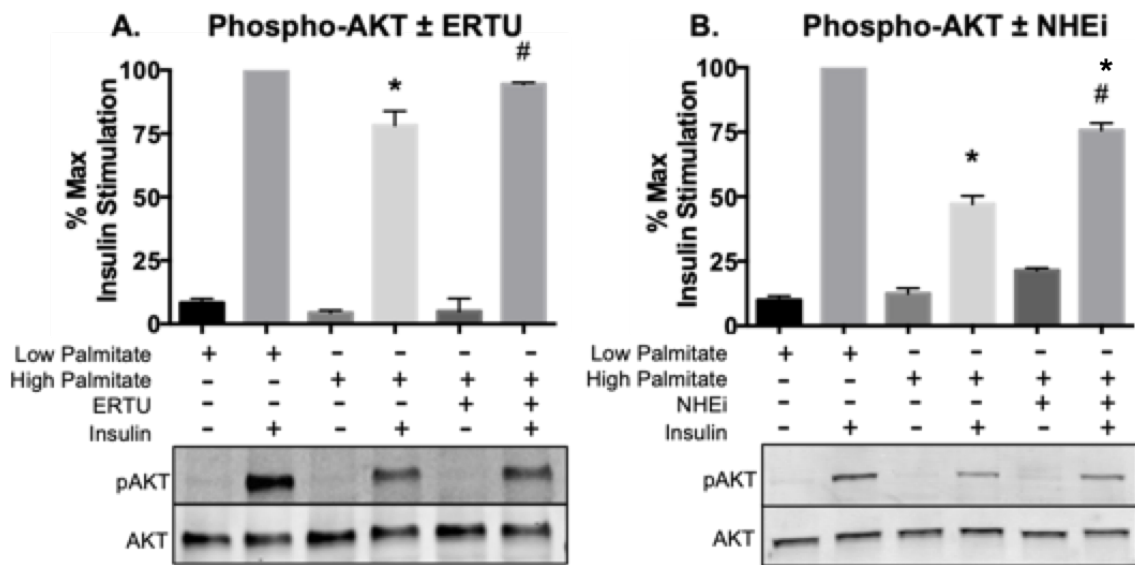 A. Phospho-AKT ± ERTU
% Max
Insulin Stimulation
100
75
50
25
0
*
#
Low Palmitate + + - - - -
High Palmitate - - + + + +
ERTU - - - - + +
Insulin - + - + - +
pAKT
AKT
B. Phospho-AKT ± NHEi
% Max
Insulin Stimulation
100
75
50
25
0
*
*
#
Low Palmitate + + - - - -
High Palmitate - - + + + +
NHEi - - - - + +
Insulin - + - + - +
pAKT
AKT